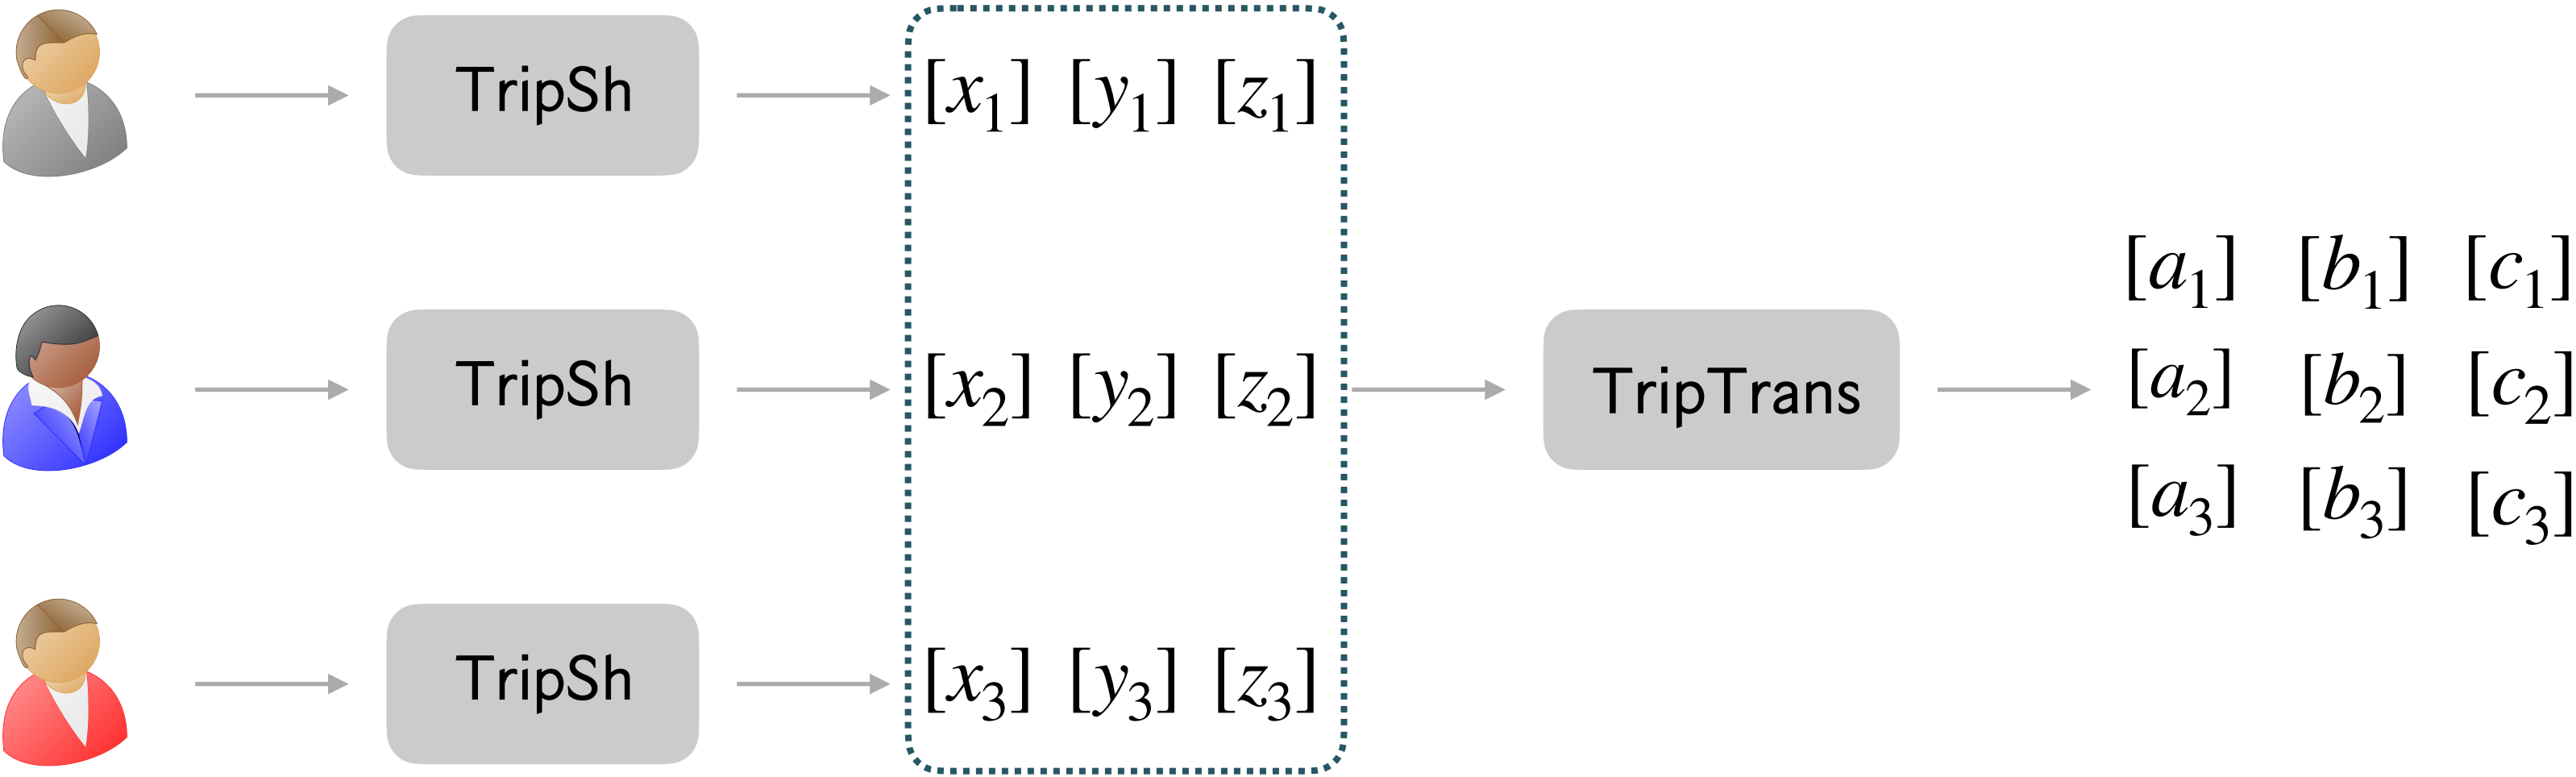 TripSh [x₁] [y₁] [z₁]
[a₁] [b₁] [c₁]
TripSh [x₂] [y₂] [z₂] TripTrans [a₂] [b₂] [c₂]
[a₃] [b₃] [c₃]
TripSh [x₃] [y₃] [z₃]